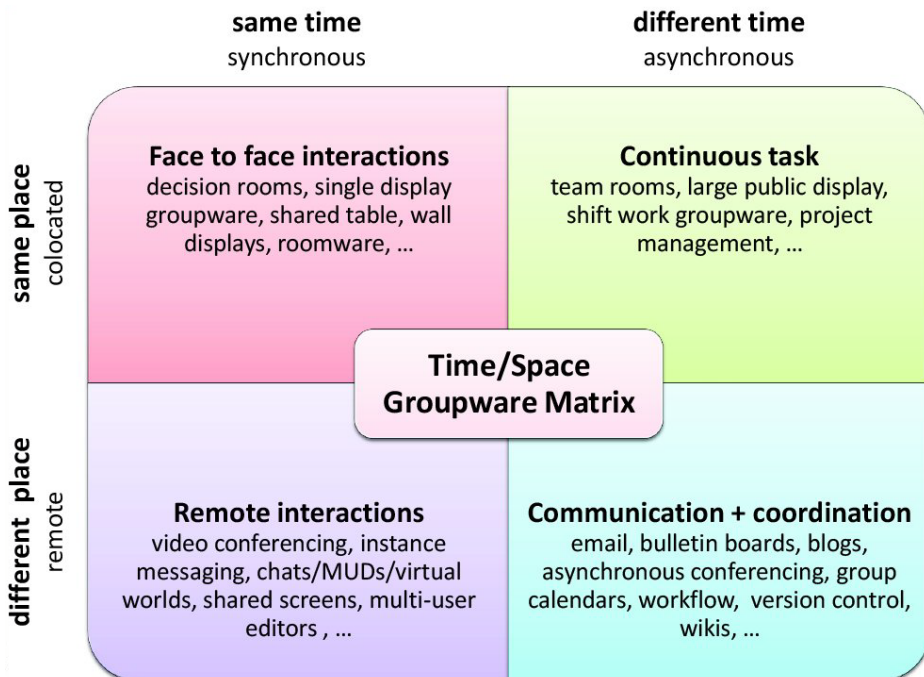 same time
synchronous
different time
asynchronous
same place
colocated
Face to face interactions
decision rooms, single display
groupware, shared table, wall
displays, roomware, ...
Continuous task
team rooms, large public display,
shift work groupware, project
management, ...
Time/Space
Groupware Matrix
different place
remote
Remote interactions
video conferencing, instance
messaging, chats/MUDs/virtual
worlds, shared screens, multi-user
editors , ...
Communication + coordination
email, bulletin boards, blogs,
asynchronous conferencing, group
calendars, workflow, version control,
wikis, ...